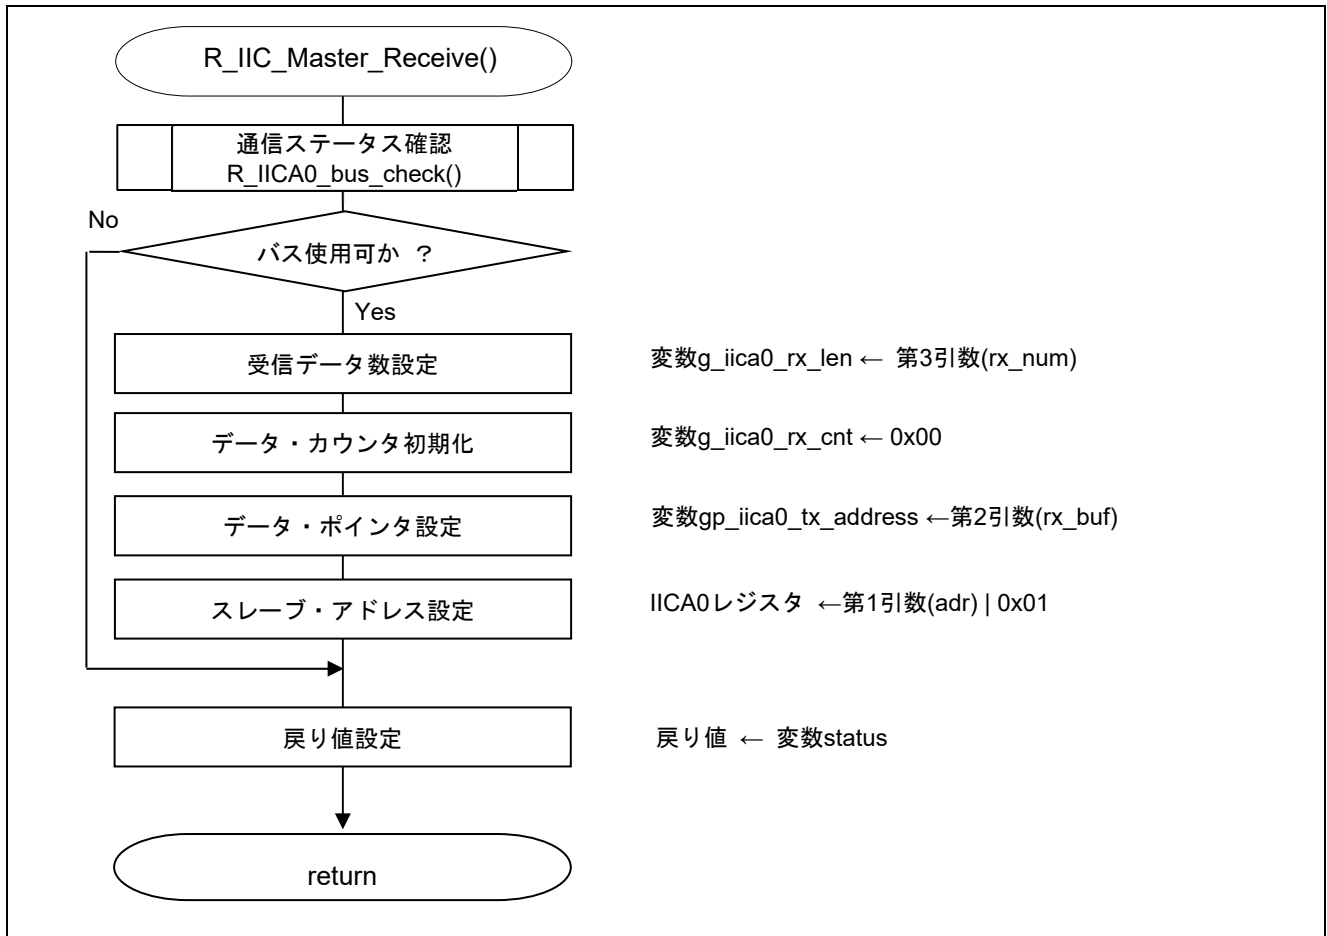 R_IIC_Master_Receive()
通信ステータス確認
R_IICA0_bus_check()
No
バス使用可か ?
Yes
受信データ数設定
変数g_iica0_rx_len ← 第3引数(rx_num)
データ・カウンタ初期化
変数g_iica0_rx_cnt ← 0x00
データ・ポインタ設定
変数gp_iica0_tx_address ←第2引数(rx_buf)
スレーブ・アドレス設定
IICA0レジスタ ←第1引数(adr) | 0x01
戻り値設定
戻り値 ← 変数status
return